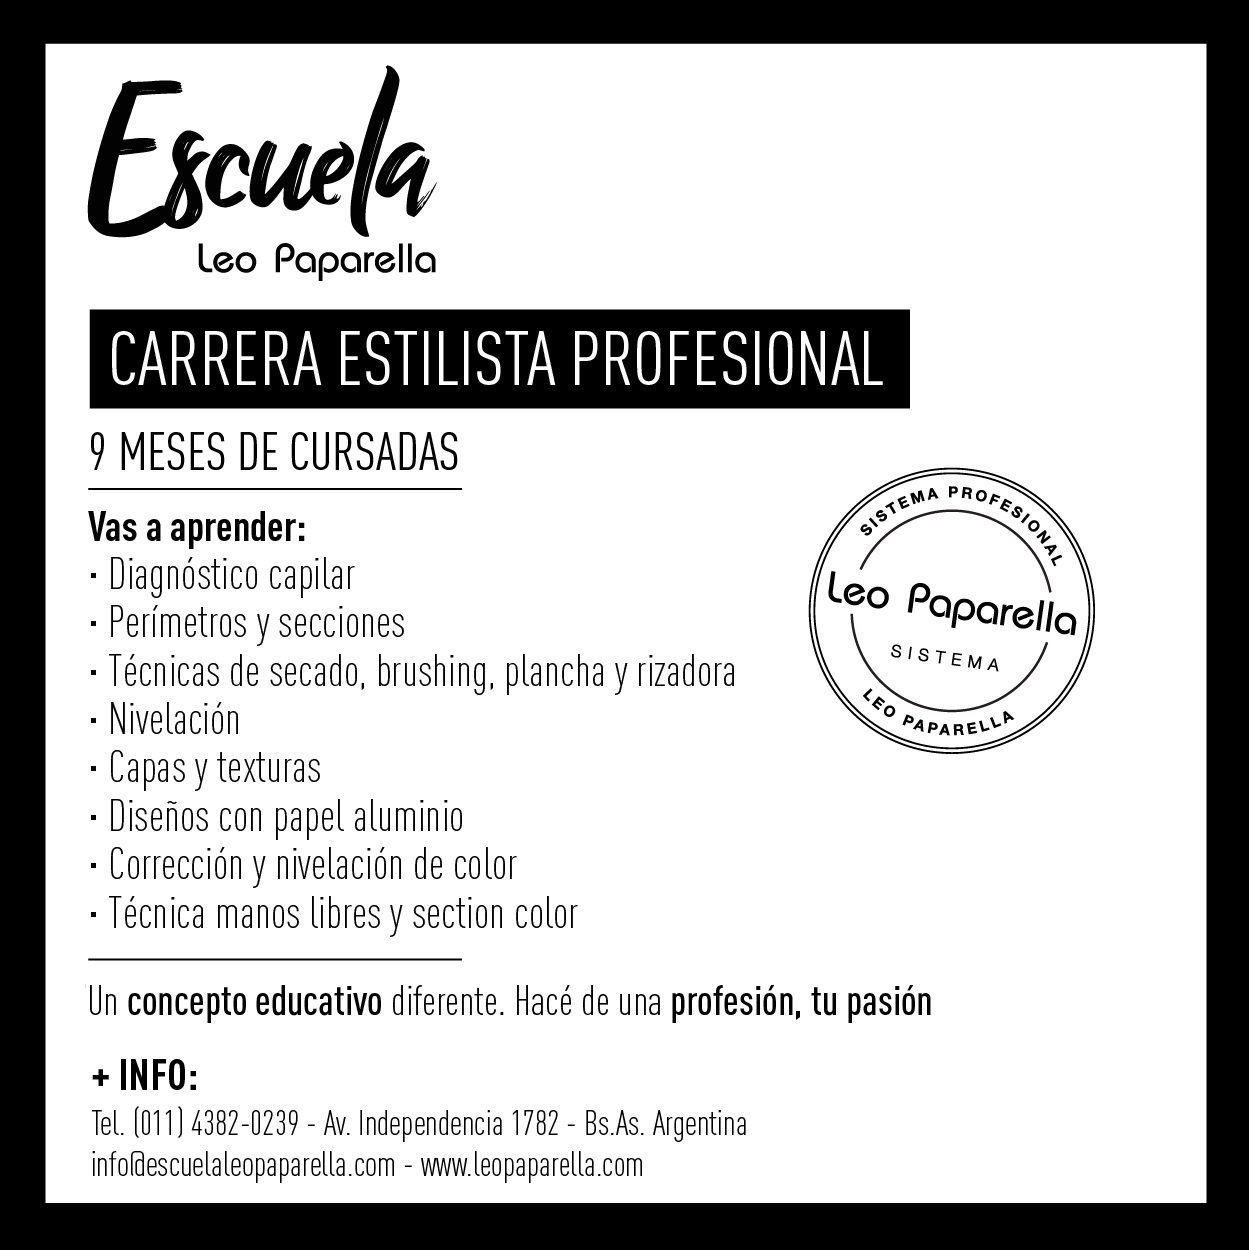 Escuela
Leo Paparella
CARRERA ESTILISTA PROFESIONAL
9 MESES DE CURSADAS
Vas a aprender:
· Diagnóstico capilar
· Perímetros y secciones
· Técnicas de secado, brushing, plancha y rizadora
· Nivelación
· Capas y texturas
· Diseños con papel aluminio
· Corrección y nivelación de color
· Técnica manos libres y section color
SISTEMA PROFESIONAL
Leo Paparella
SISTEMA
LEO PAPARELLA
Un concepto educativo diferente. Hacé de una profesión, tu pasión
+ INFO:
Tel. (011) 4382-0239 - Av. Independencia 1782 - Bs.As. Argentina
info@escuelaleopaparella.com - www.leopaparella.com